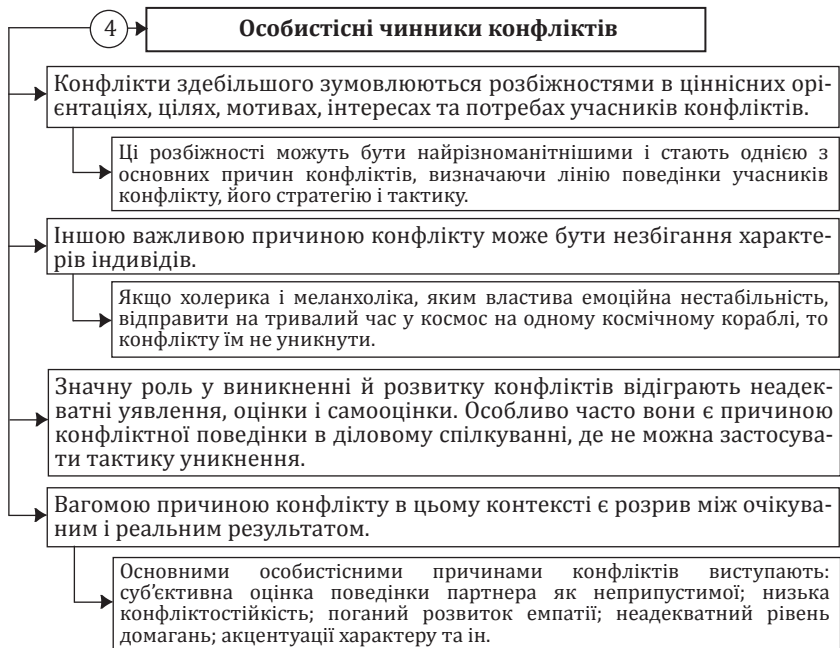 4 Особистісні чинники конфліктів
Конфлікти здебільшого зумовлюються розбіжностями в ціннісних орі-
єнтаціях, цілях, мотивах, інтересах та потребах учасників конфліктів.
Ці розбіжності можуть бути найрізноманітнішими і стають однією з
основних причин конфліктів, визначаючи лінію поведінки учасників
конфлікту, його стратегію і тактику.
Іншою важливою причиною конфлікту може бути незбігання характе-
рів індивідів.
Якщо холерика і меланхоліка, яким властива емоційна нестабільність,
відправити на тривалий час у космос на одному космічному кораблі, то
конфлікту їм не уникнути.
Значну роль у виникненні й розвитку конфліктів відіграють неадек-
ватні уявлення, оцінки і самооцінки. Особливо часто вони є причиною
конфліктної поведінки в діловому спілкуванні, де не можна застосува-
ти тактику уникнення.
Вагомою причиною конфлікту в цьому контексті є розрив між очікува-
ним і реальним результатом.
Основними особистісними причинами конфліктів виступають:
суб’єктивна оцінка поведінки партнера як неприпустимої; низька
конфліктостійкість; поганий розвиток емпатії; неадекватний рівень
домагань; акцентуації характеру та ін.